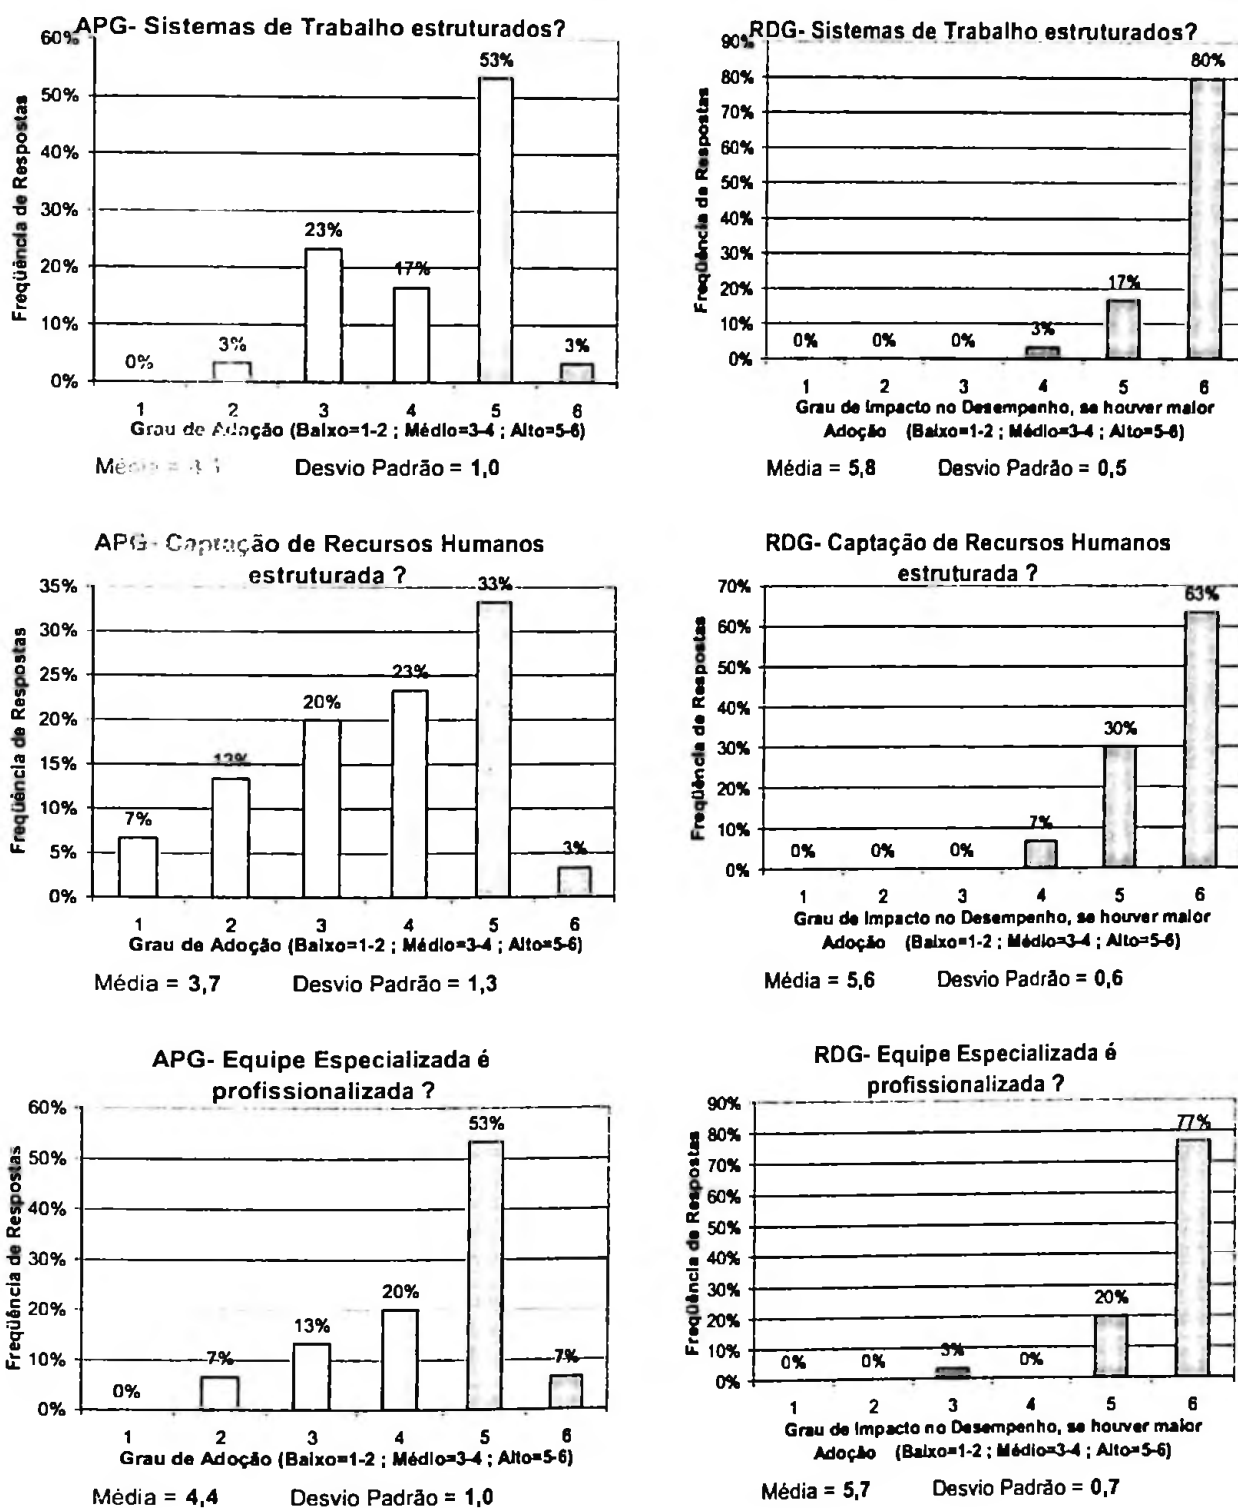 APG- Sistemas de Trabalho estruturados?
60%
50%
40%
30%
20%
10%
0%
Freqüência de Respostas
0%
3%
23%
17%
53%
3%
1 2 3 4 5 6
Grau de Adoção (Baixo=1-2 ; Médio=3-4 ; Alto=5-6)
Média = Desvio Padrão = 1,0
RDG- Sistemas de Trabalho estruturados?
90%
80%
70%
60%
50%
40%
30%
20%
10%
0%
Freqüência de Respostas
0%
0%
0%
3%
17%
80%
1 2 3 4 5 6
Grau de Impacto no Desempenho, se houver maior
Adoção (Baixo=1-2 ; Médio=3-4 ; Alto=5-6)
Média = 5,8 Desvio Padrão = 0,5
APG- Captação de Recursos Humanos
estruturada ?
35%
30%
25%
20%
15%
10%
5%
0%
Freqüência de Respostas
7%
13%
20%
23%
33%
3%
1 2 3 4 5 6
Grau de Adoção (Baixo=1-2 ; Médio=3-4 ; Alto=5-6)
Média = 3,7 Desvio Padrão = 1,3
RDG- Captação de Recursos Humanos
estruturada ?
70%
60%
50%
40%
30%
20%
10%
0%
Freqüência de Respostas
0%
0%
0%
7%
30%
63%
1 2 3 4 5 6
Grau de Impacto no Desempenho, se houver maior
Adoção (Baixo=1-2 ; Médio=3-4 ; Alto=5-6)
Média = 5,6 Desvio Padrão = 0,6
APG- Equipe Especializada é
profissionalizada ?
60%
50%
40%
30%
20%
10%
0%
Freqüência de Respostas
0%
7%
13%
20%
53%
7%
1 2 3 4 5 6
Grau de Adoção (Baixo=1-2 ; Médio=3-4 ; Alto=5-6)
Média = 4,4 Desvio Padrão = 1,0
RDG- Equipe Especializada é
profissionalizada ?
90%
80%
70%
60%
50%
40%
30%
20%
10%
0%
Freqüência de Respostas
0%
0%
3%
0%
20%
77%
1 2 3 4 5 6
Grau de Impacto no Desempenho, se houver maior
Adoção (Baixo=1-2 ; Médio=3-4 ; Alto=5-6)
Média = 5,7 Desvio Padrão = 0,7